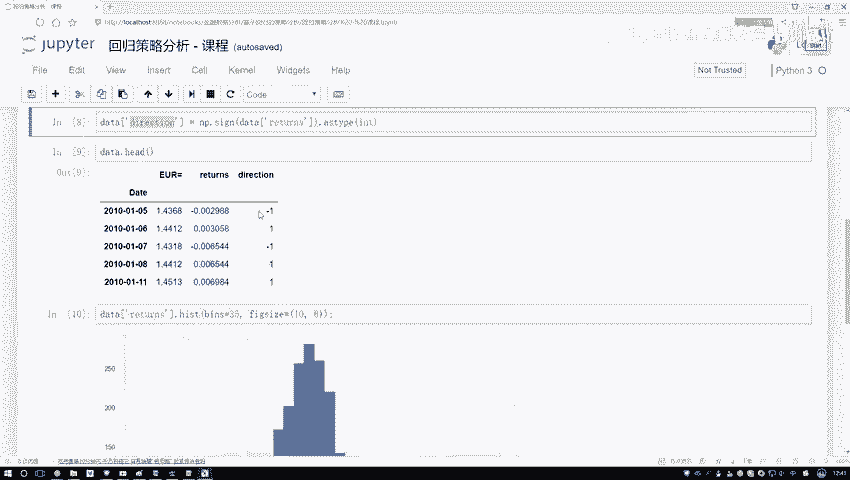 jupyter 回归策略分析 - 课程 (autosaved)
File Edit View Insert Cell Kernel Widgets Help
Not Trusted
Python 3
Code
In [8]: data['direction'] = np.sign(data['returns']).astype(int)
In [9]: data.head()
Out[9]:
EUR= returns direction
Date
2010-01-05 1.4368 -0.002988 -1
2010-01-06 1.4412 0.003058 1
2010-01-07 1.4318 -0.006544 -1
2010-01-08 1.4412 0.006544 1
2010-01-11 1.4513 0.006984 1
In [10]: data['returns'].hist(bins=35, figsize=(10, 6));
250
200
150
12:41